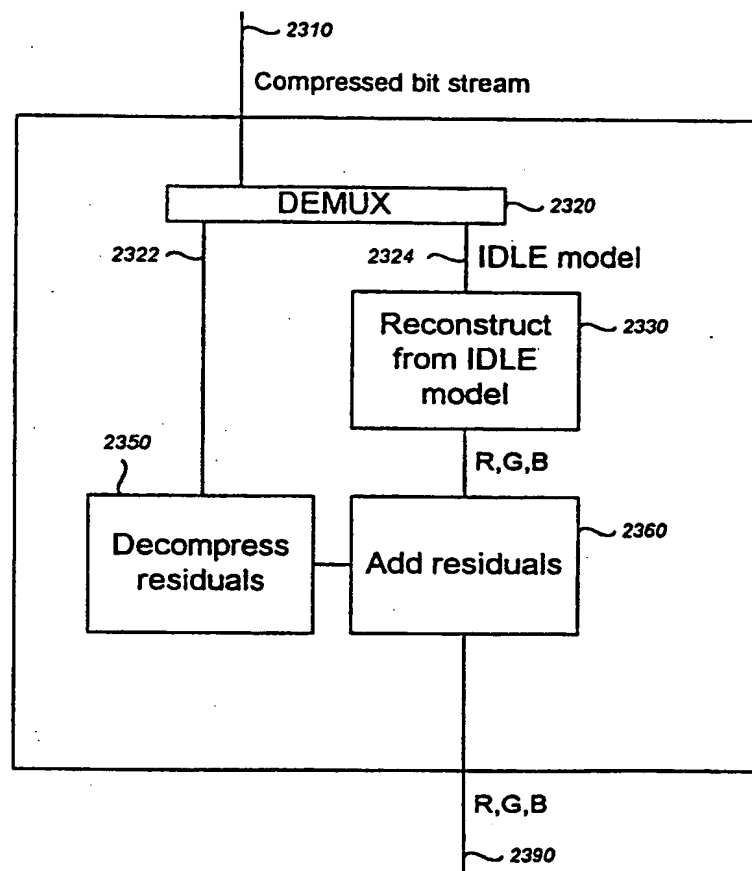 2310
Compressed bit stream
DEMUX
2320
2322
2324
IDLE model
Reconstruct
from IDLE
model
2330
R,G,B
2350
Decompress
residuals
Add residuals
2360
R,G,B
2390